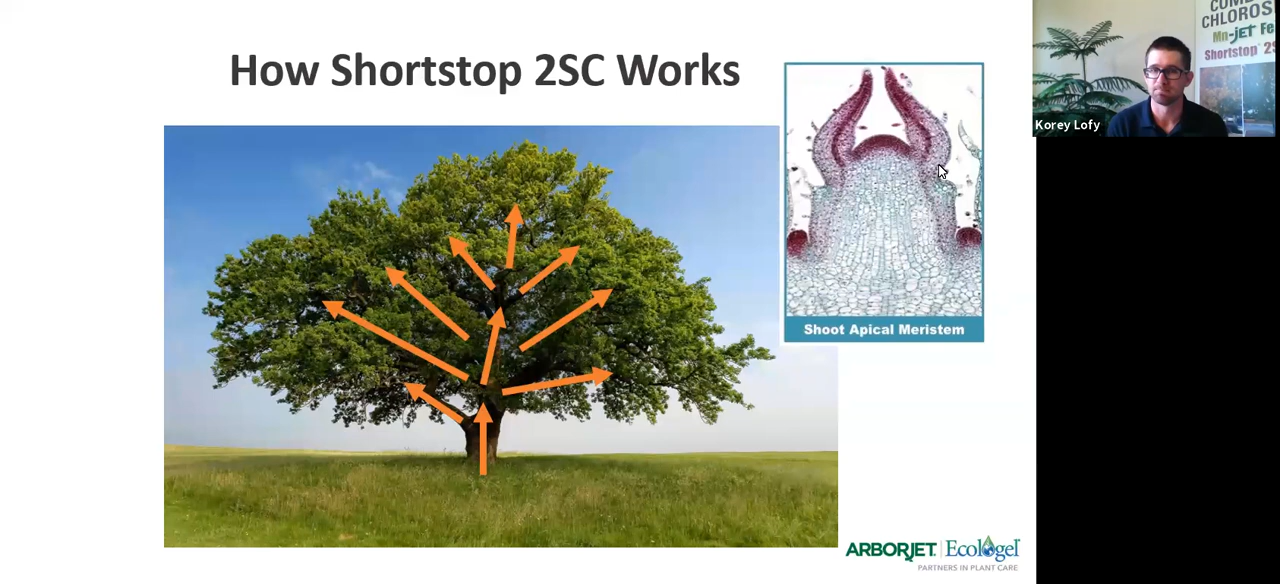 How Shortstop 2SC Works
Shoot Apical Meristem
ARBORJET | Ecologel
PARTNERS IN PLANT CARE
CHLOROS
Mn-jet Fe
Shortstop 2S
Korey Lofy